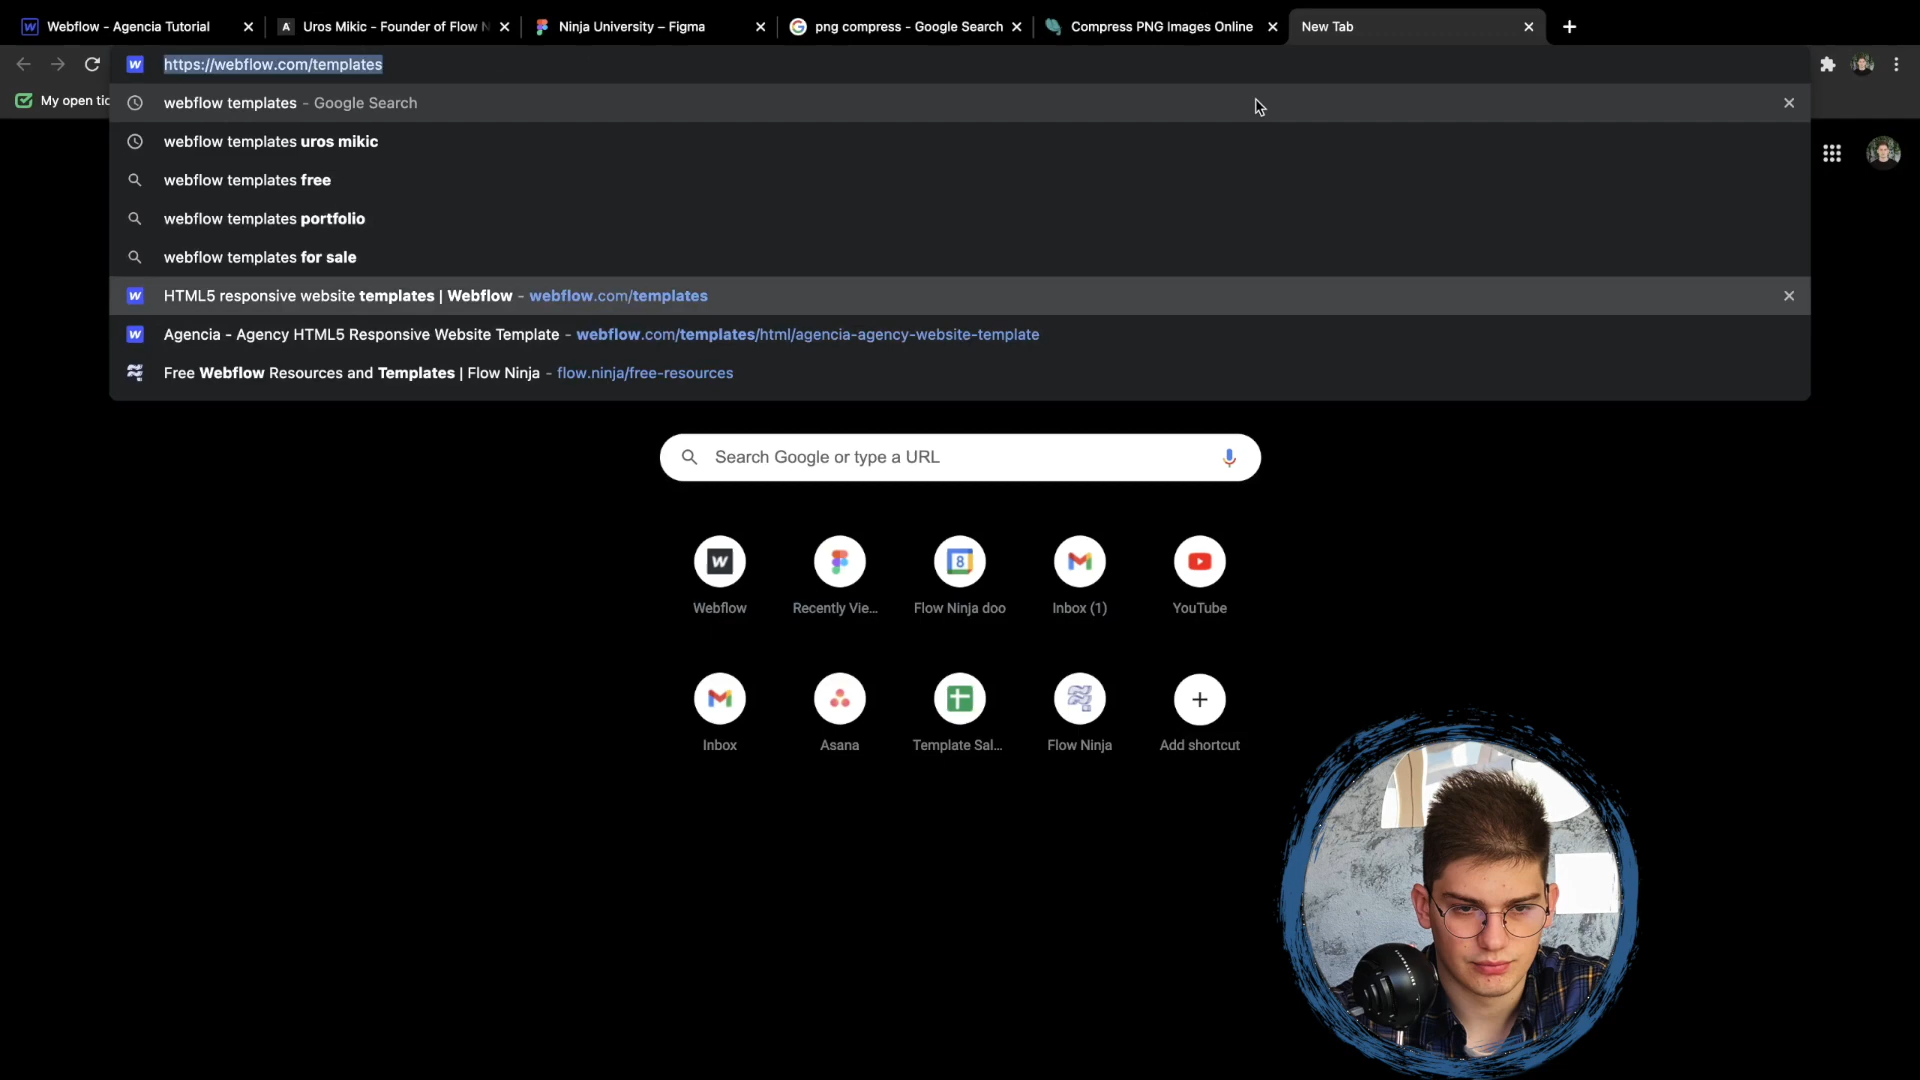 Webflow - Agencia Tutorial
Uros Mikic - Founder of Flow N
Ninja University – Figma
png compress - Google Search
Compress PNG Images Online
New Tab
https://webflow.com/templates
My open tic
webflow templates - Google Search
webflow templates uros mikic
webflow templates free
webflow templates portfolio
webflow templates for sale
HTML5 responsive website templates | Webflow - webflow.com/templates
Agencia - Agency HTML5 Responsive Website Template - webflow.com/templates/html/agencia-agency-website-template
Free Webflow Resources and Templates | Flow Ninja - flow.ninja/free-resources
Search Google or type a URL
Webflow
Recently Vie...
Flow Ninja doo
Inbox (1)
YouTube
Inbox
Asana
Template Sal...
Flow Ninja
Add shortcut